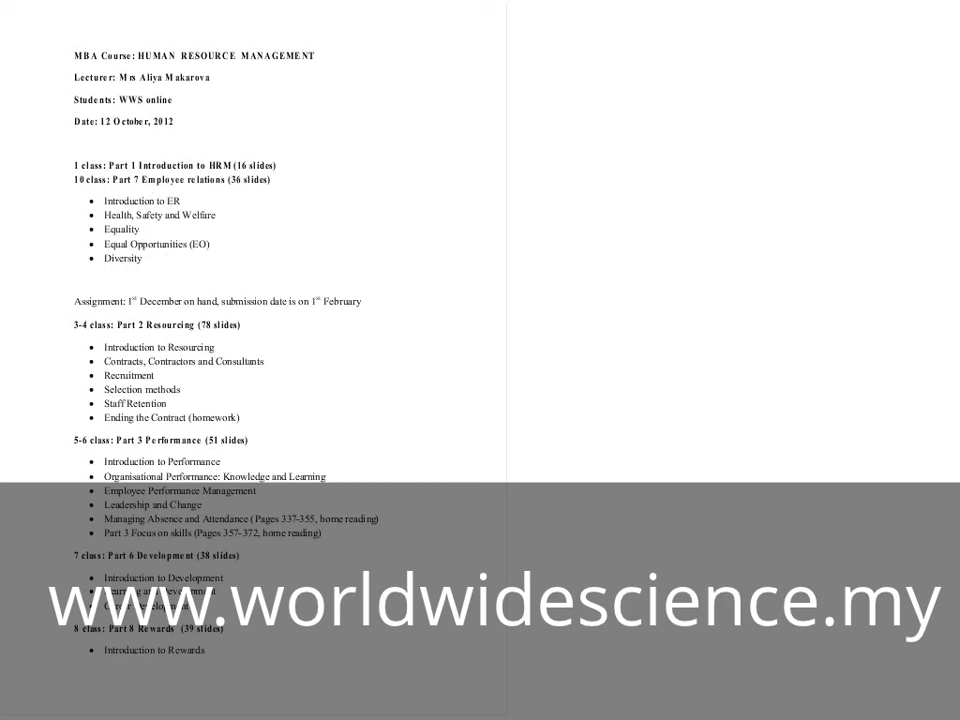 MBA Course: HUMAN RESOURCE MANAGEMENT
Lecturer: Mrs Aliya Makarova
Students: WWS online
Date: 12 October, 2012
1 class: Part 1 Introduction to HRM (16 slides)
10 class: Part 7 Employee relations (36 slides)
• Introduction to ER
• Health, Safety and Welfare
• Equality
• Equal Opportunities (EO)
• Diversity
Assignment: 1st December on hand, submission date is on 1st February
3-4 class: Part 2 Resourcing (78 slides)
• Introduction to Resourcing
• Contracts, Contractors and Consultants
• Recruitment
• Selection methods
• Staff Retention
• Ending the Contract (homework)
5-6 class: Part 3 Performance (51 slides)
• Introduction to Performance
• Organisational Performance: Knowledge and Learning
• Employee Performance Management
• Leadership and Change
• Managing Absence and Attendance (Pages 337-355, home reading)
• Part 3 Focus on skills (Pages 357-372, home reading)
7 class: Part 6 Development (38 slides)
• Introduction to Development
• Learning and Development
• Career Development
www.worldwidescience.my
8 class: Part 8 Rewards (39 slides)
• Introduction to Rewards